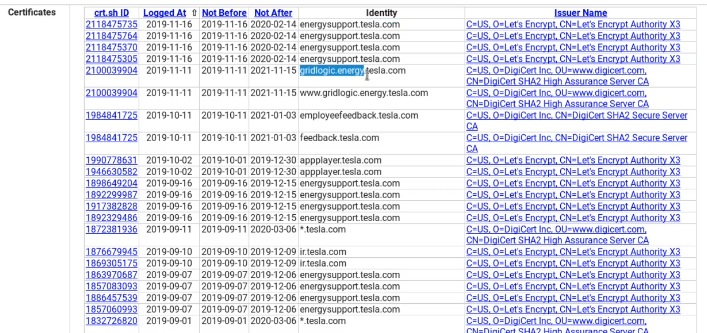 Certificates
crt.sh ID Logged At ⇧ Not Before Not After Identity Issuer Name
2118475735 2019-11-16 2019-11-16 2020-02-14 energysupport.tesla.com C=US, O=Let's Encrypt, CN=Let's Encrypt Authority X3
2118475764 2019-11-16 2019-11-16 2020-02-14 energysupport.tesla.com C=US, O=Let's Encrypt, CN=Let's Encrypt Authority X3
2118475370 2019-11-16 2019-11-16 2020-02-14 energysupport.tesla.com C=US, O=Let's Encrypt, CN=Let's Encrypt Authority X3
2118475305 2019-11-16 2019-11-16 2020-02-14 energysupport.tesla.com C=US, O=Let's Encrypt, CN=Let's Encrypt Authority X3
2100039904 2019-11-11 2019-11-11 2021-11-15 gridlogic.energy.tesla.com C=US, O=DigiCert Inc, OU=www.digicert.com,
CN=DigiCert SHA2 High Assurance Server CA
2100039904 2019-11-11 2019-11-11 2021-11-15 www.gridlogic.energy.tesla.com C=US, O=DigiCert Inc, OU=www.digicert.com,
CN=DigiCert SHA2 High Assurance Server CA
1984841725 2019-10-11 2019-10-11 2021-01-03 employeefeedback.tesla.com C=US, O=DigiCert Inc, CN=DigiCert SHA2 Secure Server
CA
1984841725 2019-10-11 2019-10-11 2021-01-03 feedback.tesla.com C=US, O=DigiCert Inc, CN=DigiCert SHA2 Secure Server
CA
1990778631 2019-10-02 2019-10-01 2019-12-30 appplayer.tesla.com C=US, O=Let's Encrypt, CN=Let's Encrypt Authority X3
1946630582 2019-10-02 2019-10-01 2019-12-30 appplayer.tesla.com C=US, O=Let's Encrypt, CN=Let's Encrypt Authority X3
1898649204 2019-09-16 2019-09-16 2019-12-15 energysupport.tesla.com C=US, O=Let's Encrypt, CN=Let's Encrypt Authority X3
1892299987 2019-09-16 2019-09-16 2019-12-15 energysupport.tesla.com C=US, O=Let's Encrypt, CN=Let's Encrypt Authority X3
1917382828 2019-09-16 2019-09-16 2019-12-15 energysupport.tesla.com C=US, O=Let's Encrypt, CN=Let's Encrypt Authority X3
1892329486 2019-09-16 2019-09-16 2019-12-15 energysupport.tesla.com C=US, O=Let's Encrypt, CN=Let's Encrypt Authority X3
1872381936 2019-09-11 2019-09-11 2020-03-06 *.tesla.com C=US, O=DigiCert Inc, OU=www.digicert.com,
CN=DigiCert SHA2 High Assurance Server CA
1876679945 2019-09-10 2019-09-10 2019-12-09 ir.tesla.com C=US, O=Let's Encrypt, CN=Let's Encrypt Authority X3
1869305175 2019-09-10 2019-09-10 2019-12-09 ir.tesla.com C=US, O=Let's Encrypt, CN=Let's Encrypt Authority X3
1863970687 2019-09-07 2019-09-07 2019-12-06 energysupport.tesla.com C=US, O=Let's Encrypt, CN=Let's Encrypt Authority X3
1857083093 2019-09-07 2019-09-07 2019-12-06 energysupport.tesla.com C=US, O=Let's Encrypt, CN=Let's Encrypt Authority X3
1886457539 2019-09-07 2019-09-07 2019-12-06 energysupport.tesla.com C=US, O=Let's Encrypt, CN=Let's Encrypt Authority X3
1857060993 2019-09-07 2019-09-07 2019-12-06 energysupport.tesla.com C=US, O=Let's Encrypt, CN=Let's Encrypt Authority X3
1832726820 2019-09-01 2019-09-01 2020-03-06 *.tesla.com C=US, O=DigiCert Inc, OU=www.digicert.com,
CN=DigiCert SHA2 High Assurance Server CA